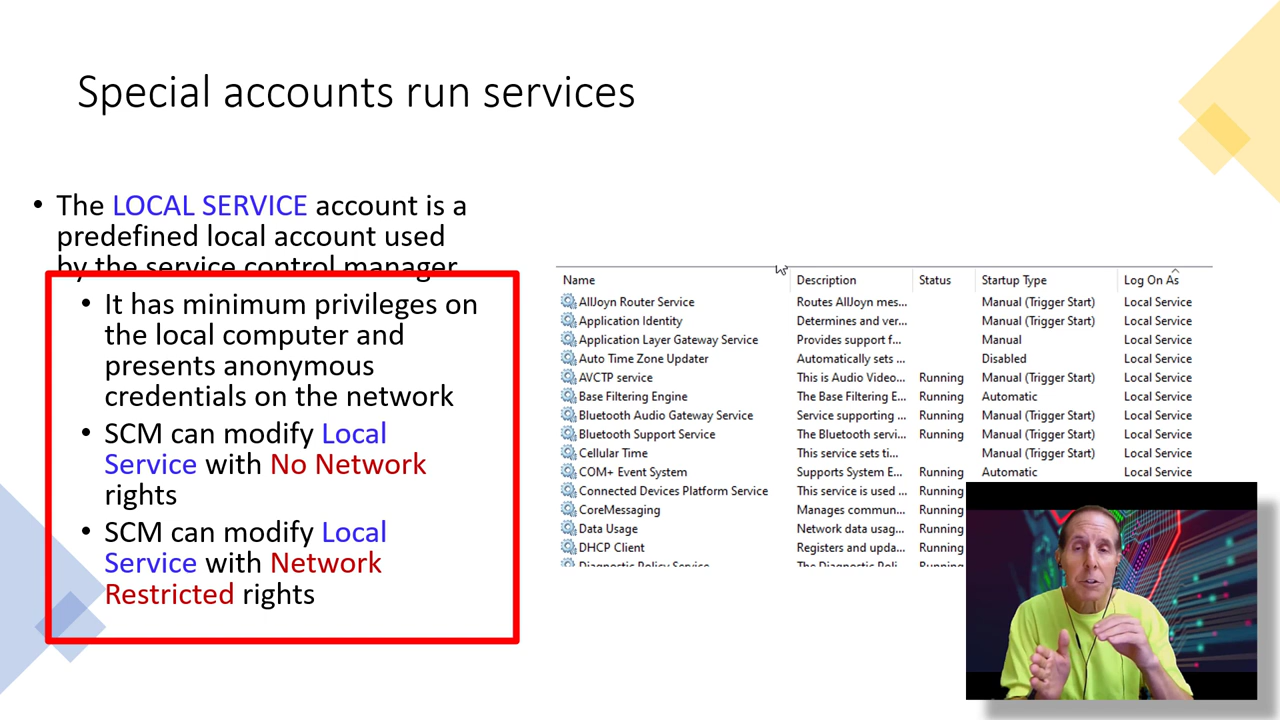 Special accounts run services
• The LOCAL SERVICE account is a
predefined local account used
by the service control manager
• It has minimum privileges on
the local computer and
presents anonymous
credentials on the network
• SCM can modify Local
Service with No Network
rights
• SCM can modify Local
Service with Network
Restricted rights
Name Description Status Startup Type Log On As
AllJoyn Router Service Routes AllJoyn mes... Manual (Trigger Start) Local Service
Application Identity Determines and ver... Manual (Trigger Start) Local Service
Application Layer Gateway Service Provides support f... Manual Local Service
Auto Time Zone Updater Automatically sets ... Disabled Local Service
AVCTP service This is Audio Video... Running Manual (Trigger Start) Local Service
Base Filtering Engine The Base Filtering E... Running Automatic Local Service
Bluetooth Audio Gateway Service Service supporting ... Running Manual (Trigger Start) Local Service
Bluetooth Support Service The Bluetooth servi... Running Manual (Trigger Start) Local Service
Cellular Time This service sets ti... Manual (Trigger Start) Local Service
COM+ Event System Supports System E... Running Automatic Local Service
Connected Devices Platform Service This service is used ... Running
CoreMessaging Manages commun... Running
Data Usage Network data usag... Running
DHCP Client Registers and upda... Running
Diagnostic Policy Service The Diagnostic Poli... Running